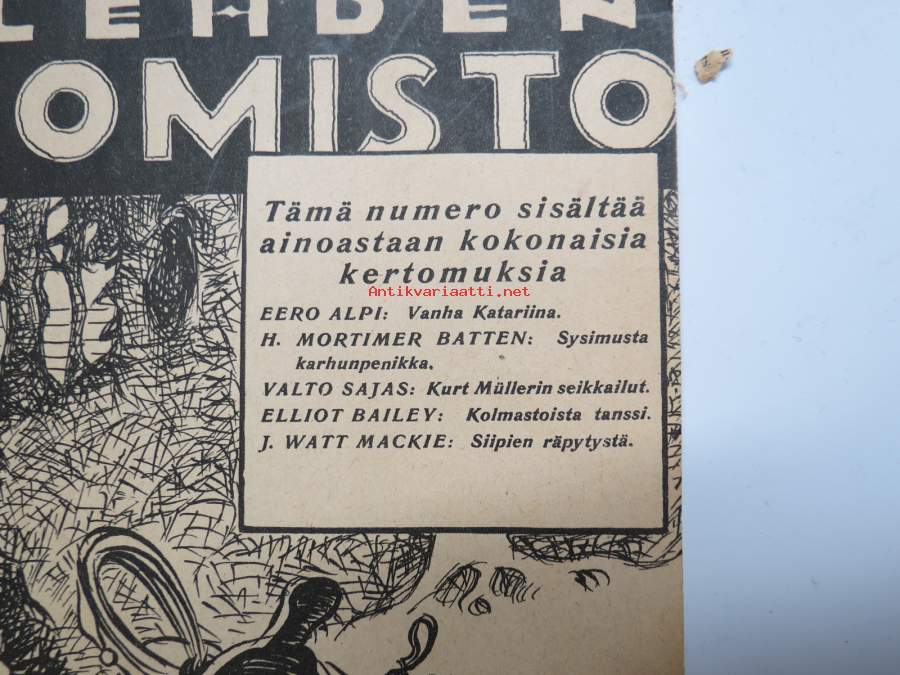 LEHDEN
OMISTO
Tämä numero sisältää
ainoastaan kokonaisia
kertomuksia
Antikvariaatti.net
EERO ALPI: Vanha Katariina.
H. MORTIMER BATTEN: Sysimusta
karhunpenikka.
VALTO SAJAS: Kurt Müllerin seikkailut.
ELLIOT BAILEY: Kolmastoista tanssi.
J. WATT MACKIE: Siipien räpytystä.